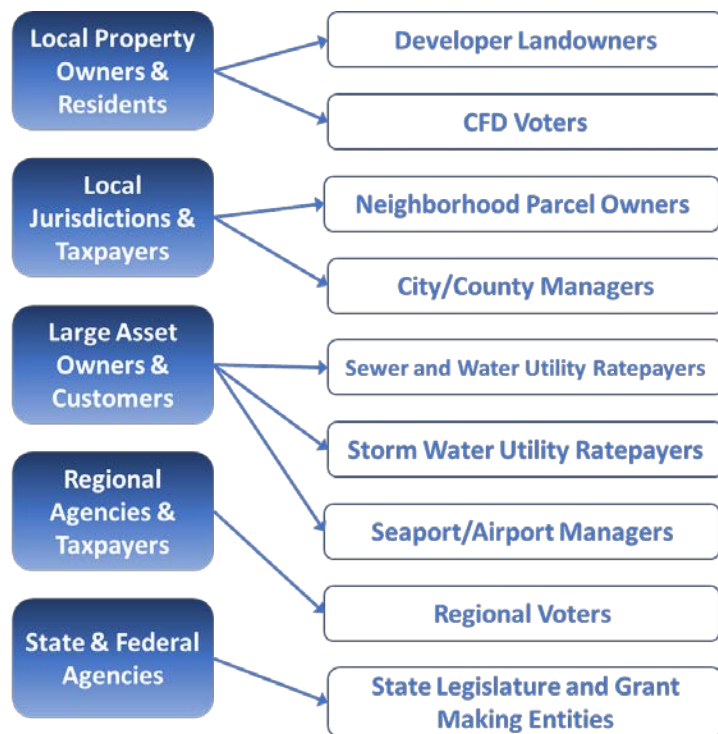 Local Property
Owners &
Residents
Developer Landowners
CFD Voters
Local
Jurisdictions &
Taxpayers
Neighborhood Parcel Owners
City/County Managers
Large Asset
Owners &
Customers
Sewer and Water Utility Ratepayers
Storm Water Utility Ratepayers
Seaport/Airport Managers
Regional
Agencies &
Taxpayers
Regional Voters
State & Federal
Agencies
State Legislature and Grant
Making Entities